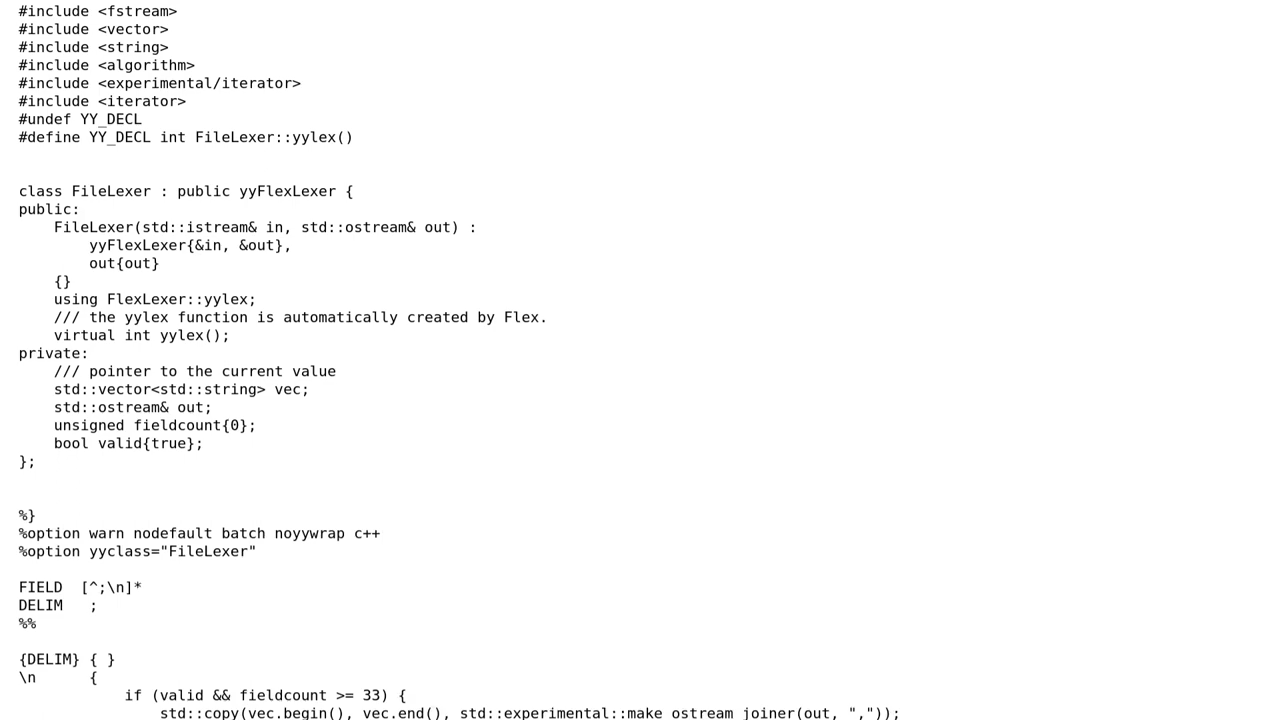 #include <fstream>
#include <vector>
#include <string>
#include <algorithm>
#include <experimental/iterator>
#include <iterator>
#undef YY_DECL
#define YY_DECL int FileLexer::yylex()
class FileLexer : public yyFlexLexer {
public:
    FileLexer(std::istream& in, std::ostream& out) :
        yyFlexLexer{&in, &out},
        out{out}
    {}
    using FlexLexer::yylex;
    /// the yylex function is automatically created by Flex.
    virtual int yylex();
private:
    /// pointer to the current value
    std::vector<std::string> vec;
    std::ostream& out;
    unsigned fieldcount{0};
    bool valid{true};
};
%}
%option warn nodefault batch noyywrap c++
%option yyclass="FileLexer"
FIELD  [^;\n]*
DELIM   ;
%%
{DELIM} { }
\n      {
            if (valid && fieldcount >= 33) {
                std::copy(vec.begin(), vec.end(), std::experimental::make_ostream_joiner(out, ","));